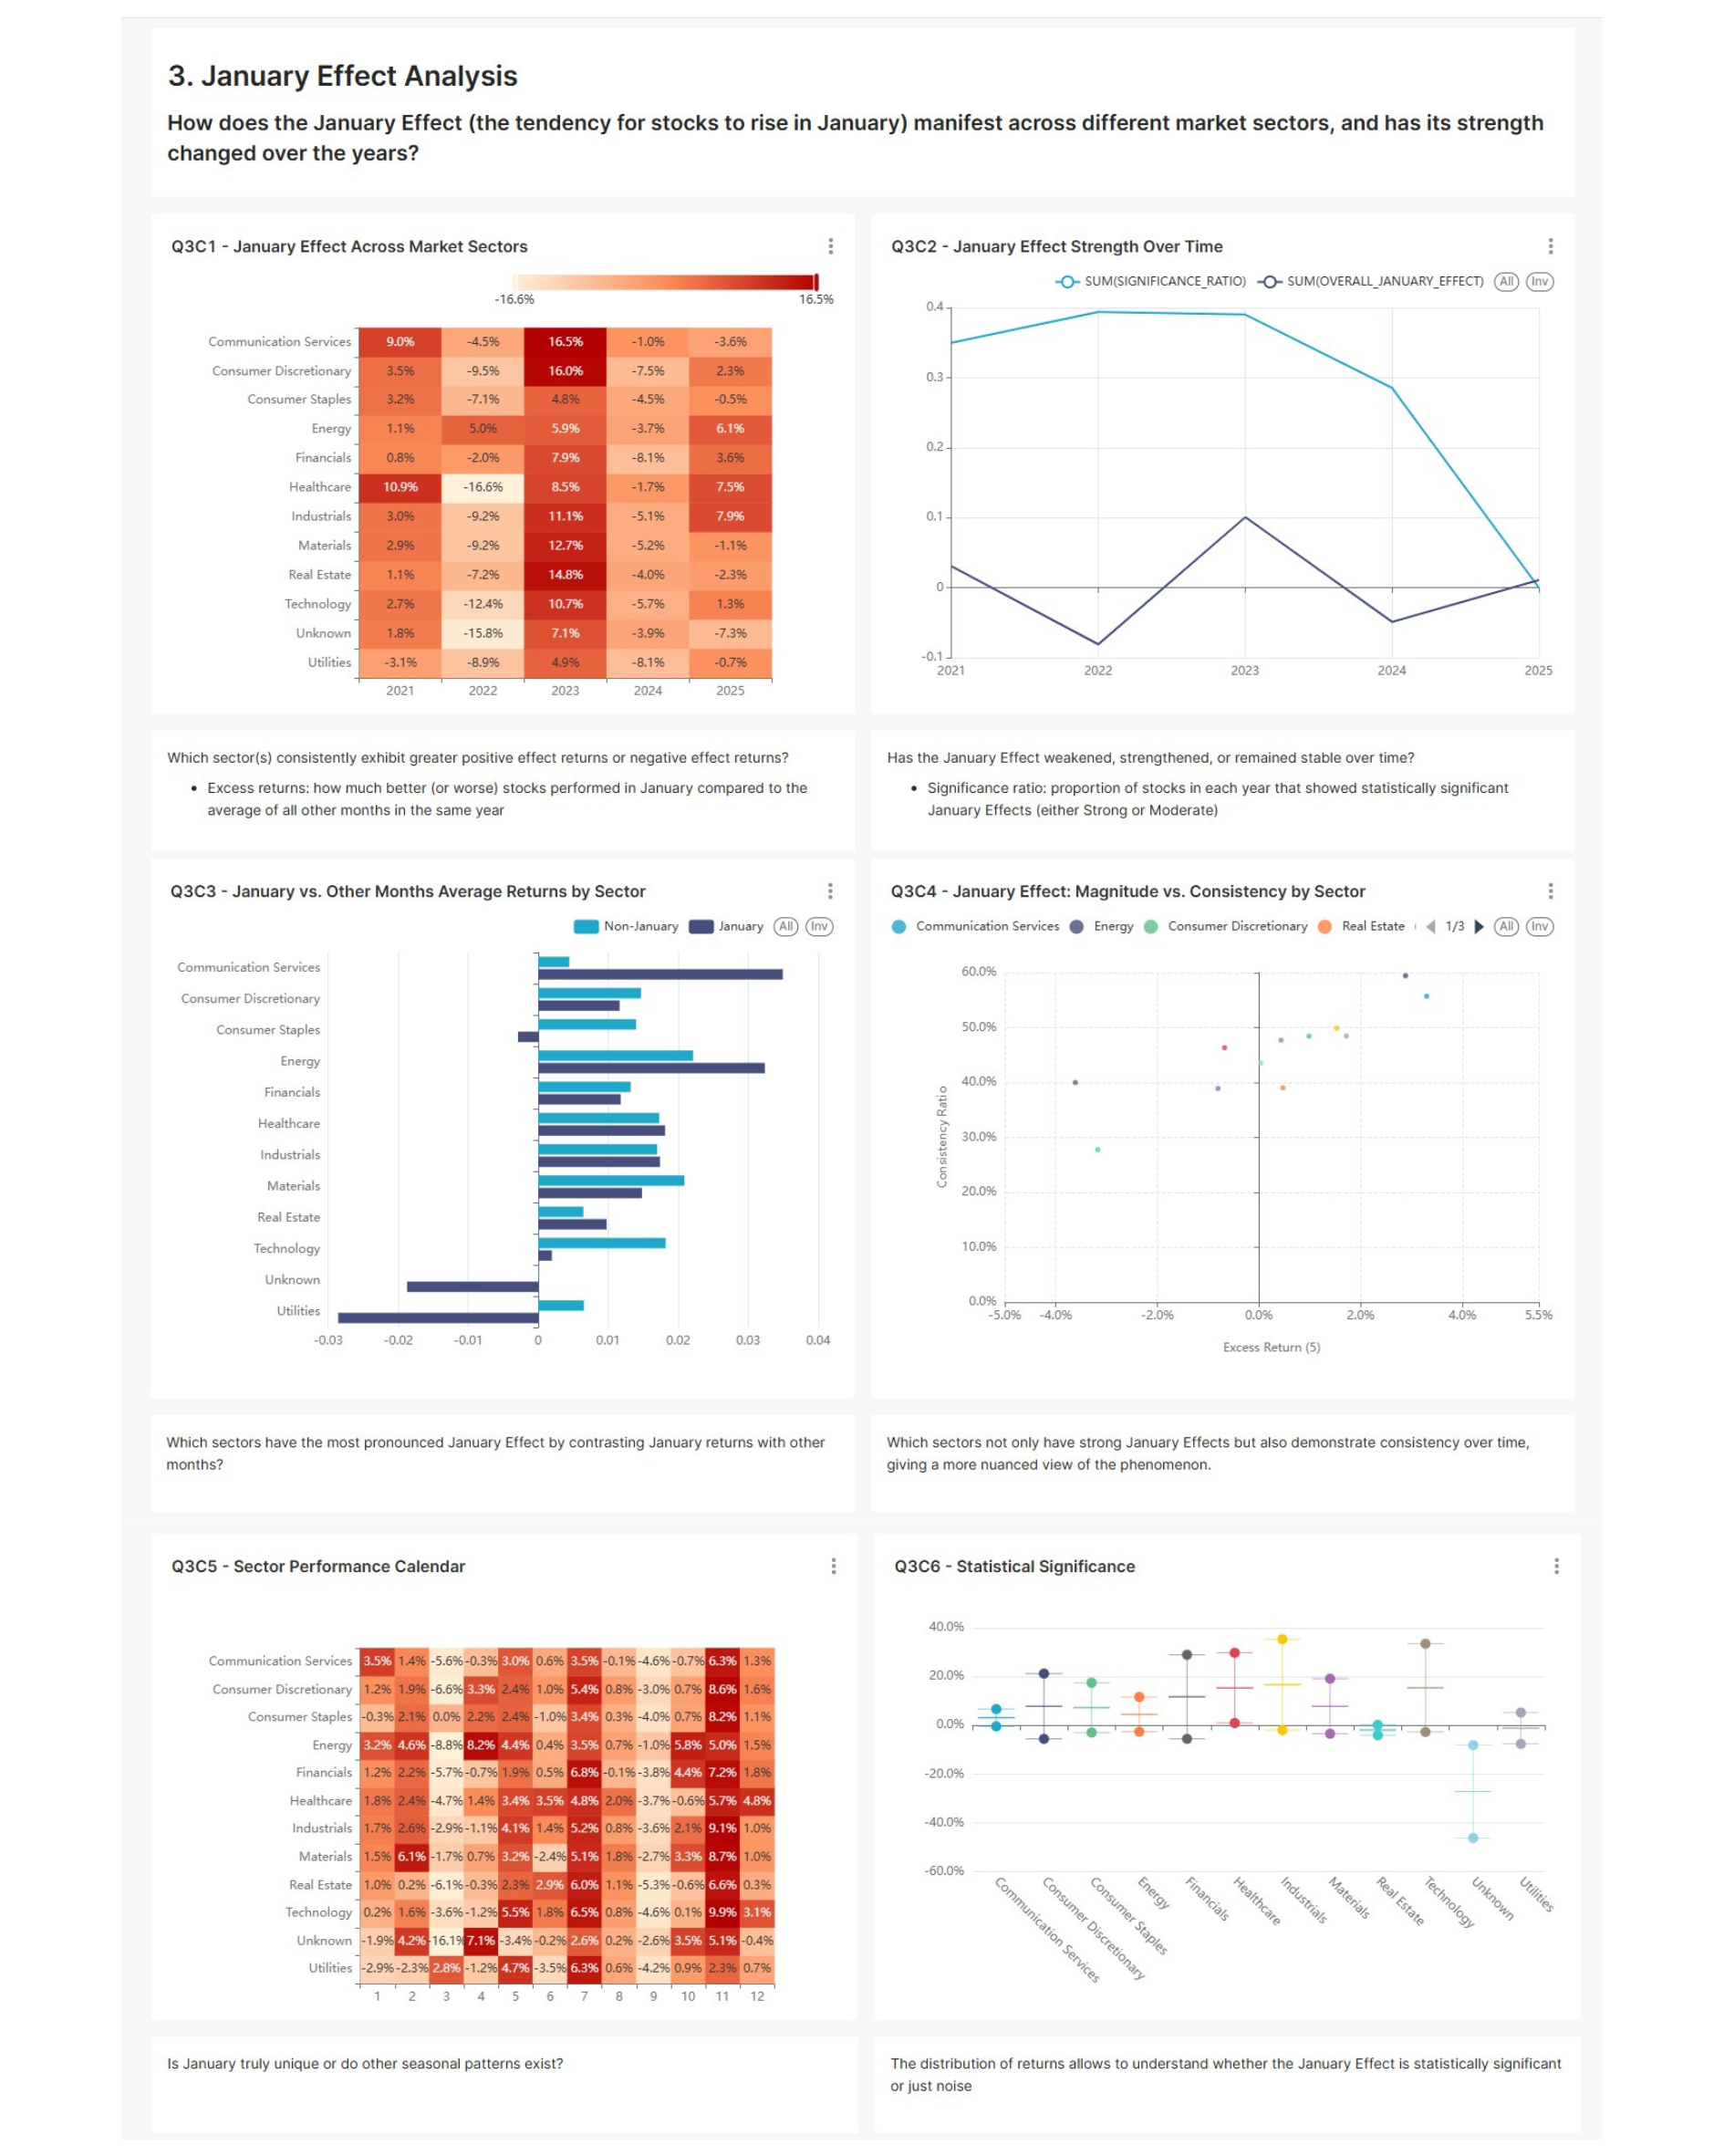 3. January Effect Analysis
How does the January Effect (the tendency for stocks to rise in January) manifest across different market sectors, and has its strength
changed over the years?
Q3C1 - January Effect Across Market Sectors
-16.6% 16.5%
Communication Services 9.0% -4.5% 16.5% -1.0% -3.6%
Consumer Discretionary 3.5% -9.5% 16.0% -7.5% 2.3%
Consumer Staples 3.2% -7.1% 4.8% -4.5% -0.5%
Energy 1.1% 5.0% 5.9% -3.7% 6.1%
Financials 0.8% -2.0% 7.9% -8.1% 3.6%
Healthcare 10.9% -16.6% 8.5% -1.7% 7.5%
Industrials 3.0% -9.2% 11.1% -5.1% 7.9%
Materials 2.9% -9.2% 12.7% -5.2% -1.1%
Real Estate 1.1% -7.2% 14.8% -4.0% -2.3%
Technology 2.7% -12.4% 10.7% -5.7% 1.3%
Unknown 1.8% -15.8% 7.1% -3.9% -7.3%
Utilities -3.1% -8.9% 4.9% -8.1% -0.7%
2021 2022 2023 2024 2025
Q3C2 - January Effect Strength Over Time
SUM(SIGNIFICANCE_RATIO) SUM(OVERALL_JANUARY_EFFECT) All Inv
0.4
0.3
0.2
0.1
0
-0.1
2021 2022 2023 2024 2025
Which sector(s) consistently exhibit greater positive effect returns or negative effect returns?
• Excess returns: how much better (or worse) stocks performed in January compared to the
average of all other months in the same year
Has the January Effect weakened, strengthened, or remained stable over time?
• Significance ratio: proportion of stocks in each year that showed statistically significant
January Effects (either Strong or Moderate)
Q3C3 - January vs. Other Months Average Returns by Sector
Non-January January All Inv
Communication Services
Consumer Discretionary
Consumer Staples
Energy
Financials
Healthcare
Industrials
Materials
Real Estate
Technology
Unknown
Utilities
-0.03 -0.02 -0.01 0 0.01 0.02 0.03 0.04
Q3C4 - January Effect: Magnitude vs. Consistency by Sector
Communication Services Energy Consumer Discretionary Real Estate 1/3 All Inv
Consistency Ratio
60.0%
50.0%
40.0%
30.0%
20.0%
10.0%
0.0%
-5.0% -4.0% -2.0% 0.0% 2.0% 4.0% 5.5%
Excess Return (5)
Which sectors have the most pronounced January Effect by contrasting January returns with other
months?
Which sectors not only have strong January Effects but also demonstrate consistency over time,
giving a more nuanced view of the phenomenon.
Q3C5 - Sector Performance Calendar
Communication Services 3.5% 1.4% -5.6% -0.3% 3.0% 0.6% 3.5% -0.1% -4.6% -0.7% 6.3% 1.3%
Consumer Discretionary 1.2% 1.9% -6.6% 3.3% 2.4% 1.0% 5.4% 0.8% -3.0% 0.7% 8.6% 1.6%
Consumer Staples -0.3% 2.1% 0.0% 2.2% 2.4% -1.0% 3.4% 0.3% -4.0% 0.7% 8.2% 1.1%
Energy 3.2% 4.6% -8.8% 8.2% 4.4% 0.4% 3.5% 0.7% -1.0% 5.8% 5.0% 1.5%
Financials 1.2% 2.2% -5.7% -0.7% 1.9% 0.5% 6.8% -0.1% -3.8% 4.4% 7.2% 1.8%
Healthcare 1.8% 2.4% -4.7% 1.4% 3.4% 3.5% 4.8% 2.0% -3.7% -0.6% 5.7% 4.8%
Industrials 1.7% 2.6% -2.9% -1.1% 4.1% 1.4% 5.2% 0.8% -3.6% 2.1% 9.1% 1.0%
Materials 1.5% 6.1% -1.7% 0.7% 3.2% -2.4% 5.1% 1.8% -2.7% 3.3% 8.7% 1.0%
Real Estate 1.0% 0.2% -6.1% -0.3% 2.3% 2.9% 6.0% 1.1% -5.3% -0.6% 6.6% 0.3%
Technology 0.2% 1.6% -3.6% -1.2% 5.5% 1.8% 6.5% 0.8% -4.6% 0.1% 9.9% 3.1%
Unknown -1.9% 4.2% -16.1% 7.1% -3.4% -0.2% 2.6% 0.2% -2.6% 3.5% 5.1% -0.4%
Utilities -2.9% -2.3% 2.8% -1.2% 4.7% -3.5% 6.3% 0.6% -4.2% 0.9% 2.3% 0.7%
1 2 3 4 5 6 7 8 9 10 11 12
Q3C6 - Statistical Significance
40.0%
20.0%
0.0%
-20.0%
-40.0%
-60.0%
Communication Services
Consumer Discretionary
Consumer Staples
Energy
Financials
Healthcare
Industrials
Materials
Real Estate
Technology
Unknown
Utilities
Is January truly unique or do other seasonal patterns exist?
The distribution of returns allows to understand whether the January Effect is statistically significant
or just noise